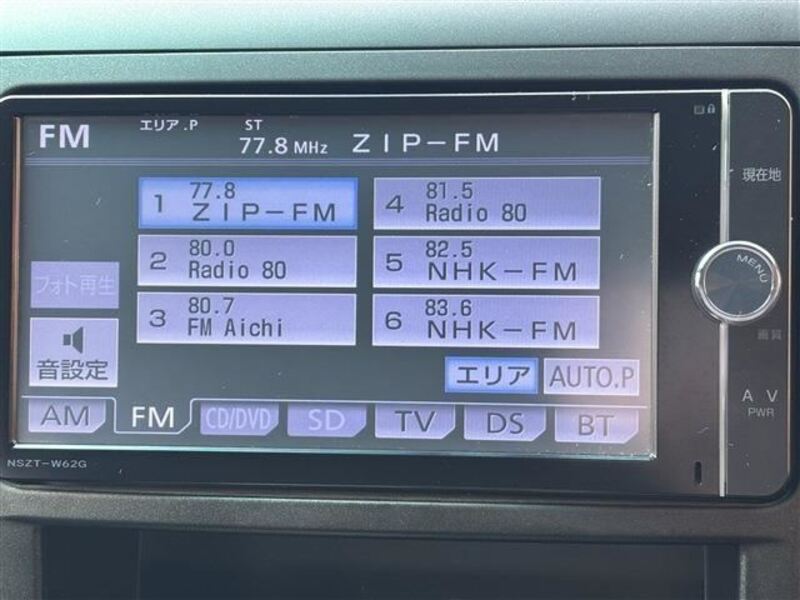 FM
エリア.P
ST
77.8 MHz
ZIP-FM
1 77.8 ZIP-FM
4 81.5 Radio 80
2 80.0 Radio 80
5 82.5 NHK-FM
3 80.7 FM Aichi
6 83.6 NHK-FM
フォト再生
音設定
エリア
AUTO.P
AM
FM
CD/DVD
SD
TV
DS
BT
NSZT-W62G
現在地
MENU
画質
A V
PWR